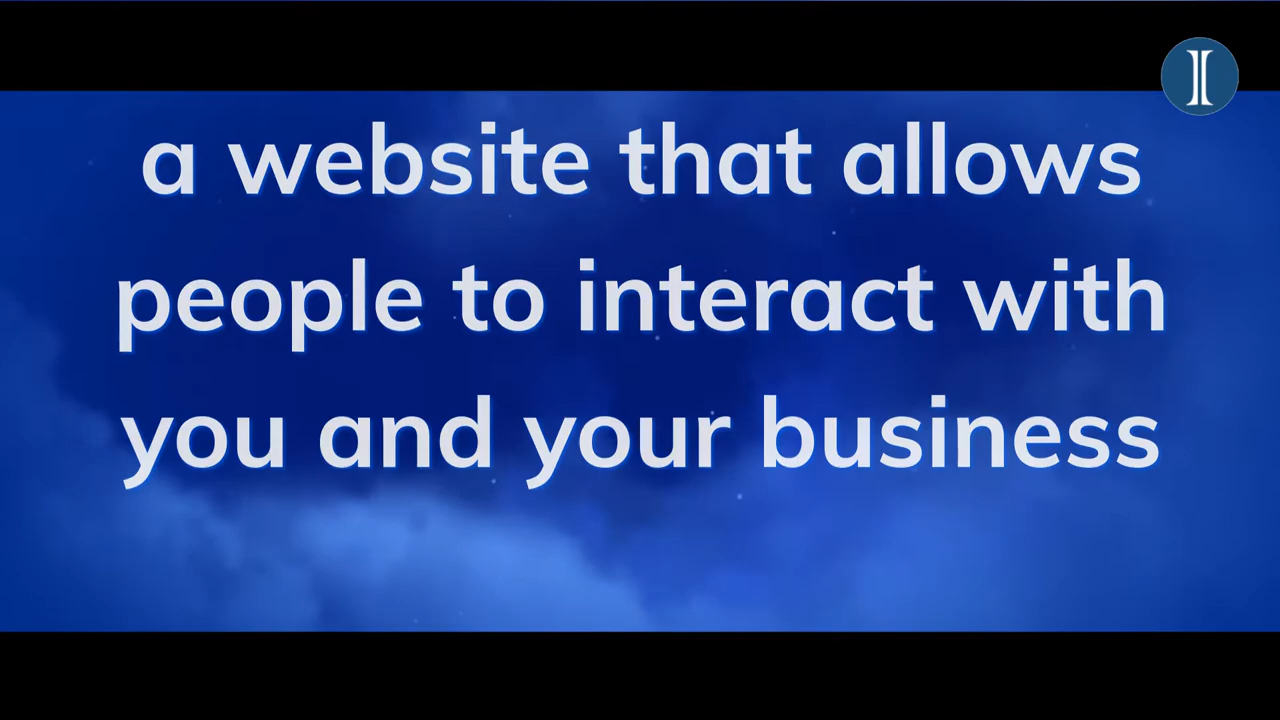 a website that allows
people to interact with
you and your business